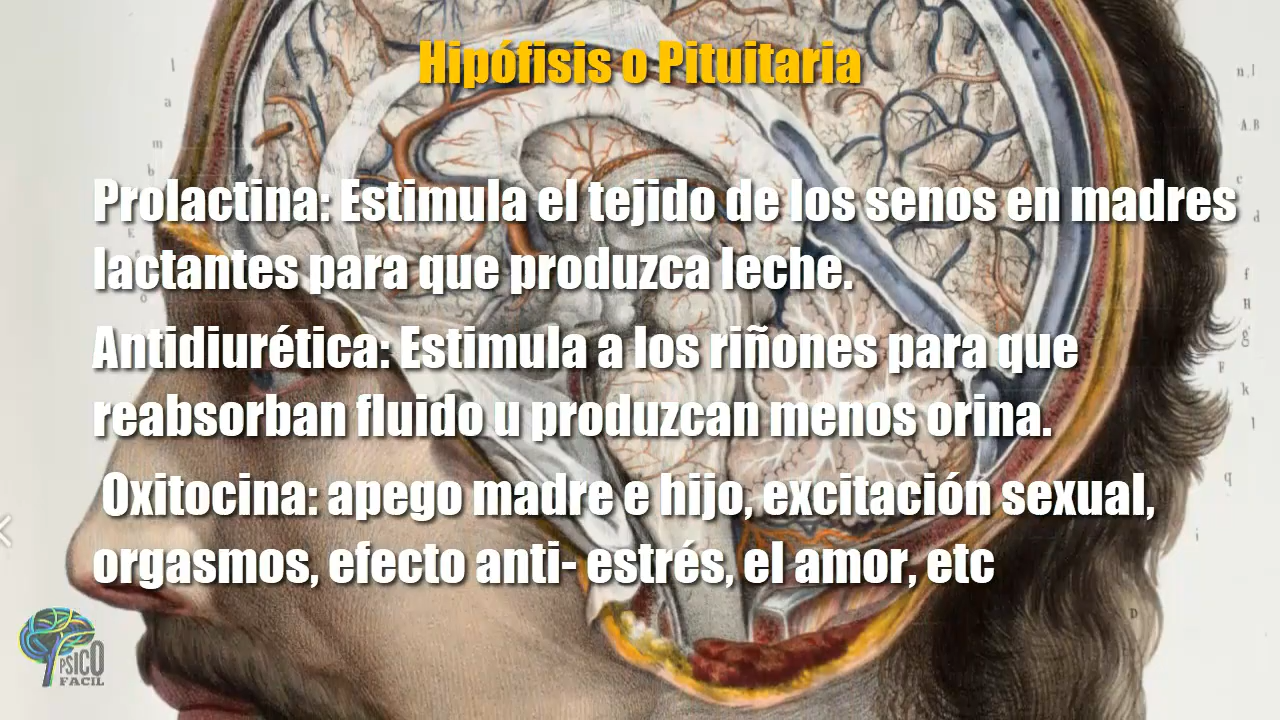 Hipófisis o Pituitaria
Prolactina: Estimula el tejido de los senos en madres
lactantes para que produzca leche.
Antidiurética: Estimula a los riñones para que
reabsorban fluido u produzcan menos orina.
Oxitocina: apego madre e hijo, excitación sexual,
orgasmos, efecto anti- estrés, el amor, etc
PSICO
FACIL